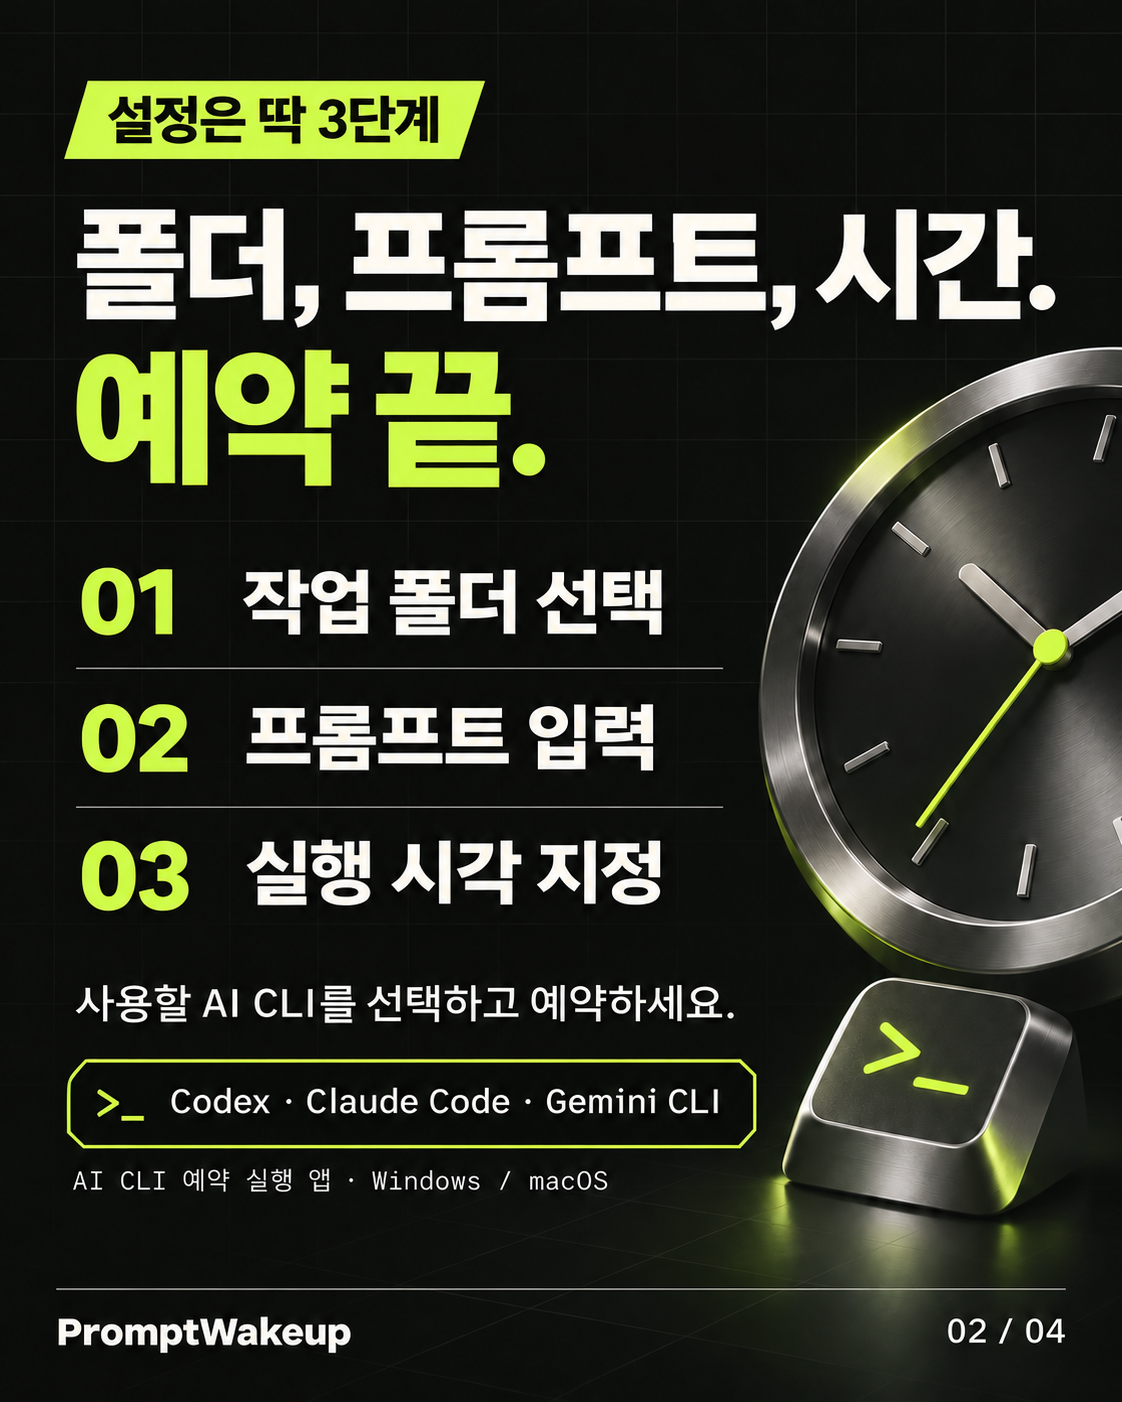 설정은 딱 3단계
폴더, 프롬프트, 시간.
예약 끝.
01 작업 폴더 선택
02 프롬프트 입력
03 실행 시각 지정
사용할 AI CLI를 선택하고 예약하세요.
>_ Codex · Claude Code · Gemini CLI
AI CLI 예약 실행 앱 · Windows / macOS
>_
PromptWakeup
02 / 04